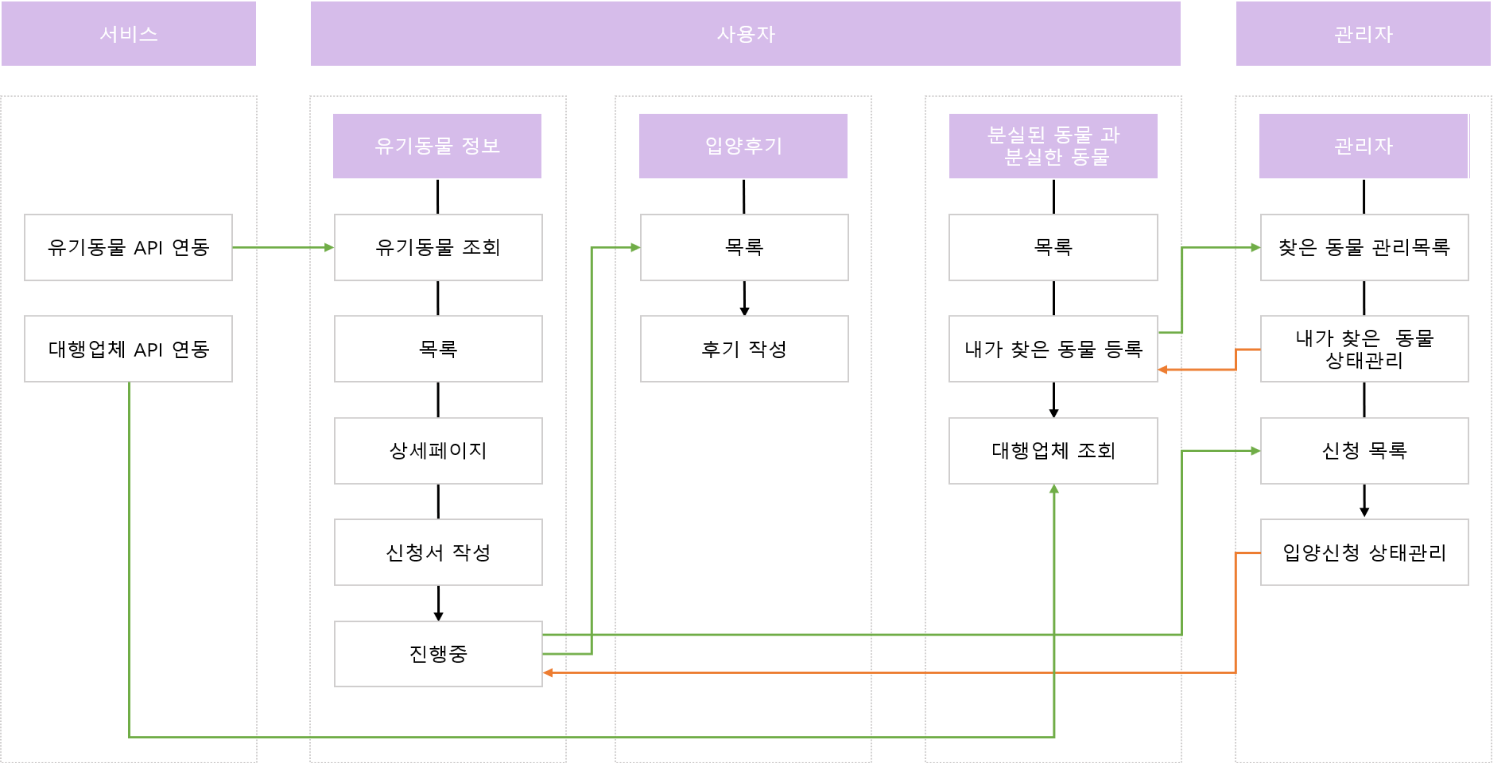 서비스
사용자
관리자
유기동물 정보
입양후기
분실된 동물 과
분실한 동물
관리자
유기동물 API 연동
유기동물 조회
목록
목록
찾은 동물 관리목록
대행업체 API 연동
목록
후기 작성
내가 찾은 동물 등록
내가 찾은 동물
상태관리
상세페이지
대행업체 조회
신청 목록
신청서 작성
입양신청 상태관리
진행중